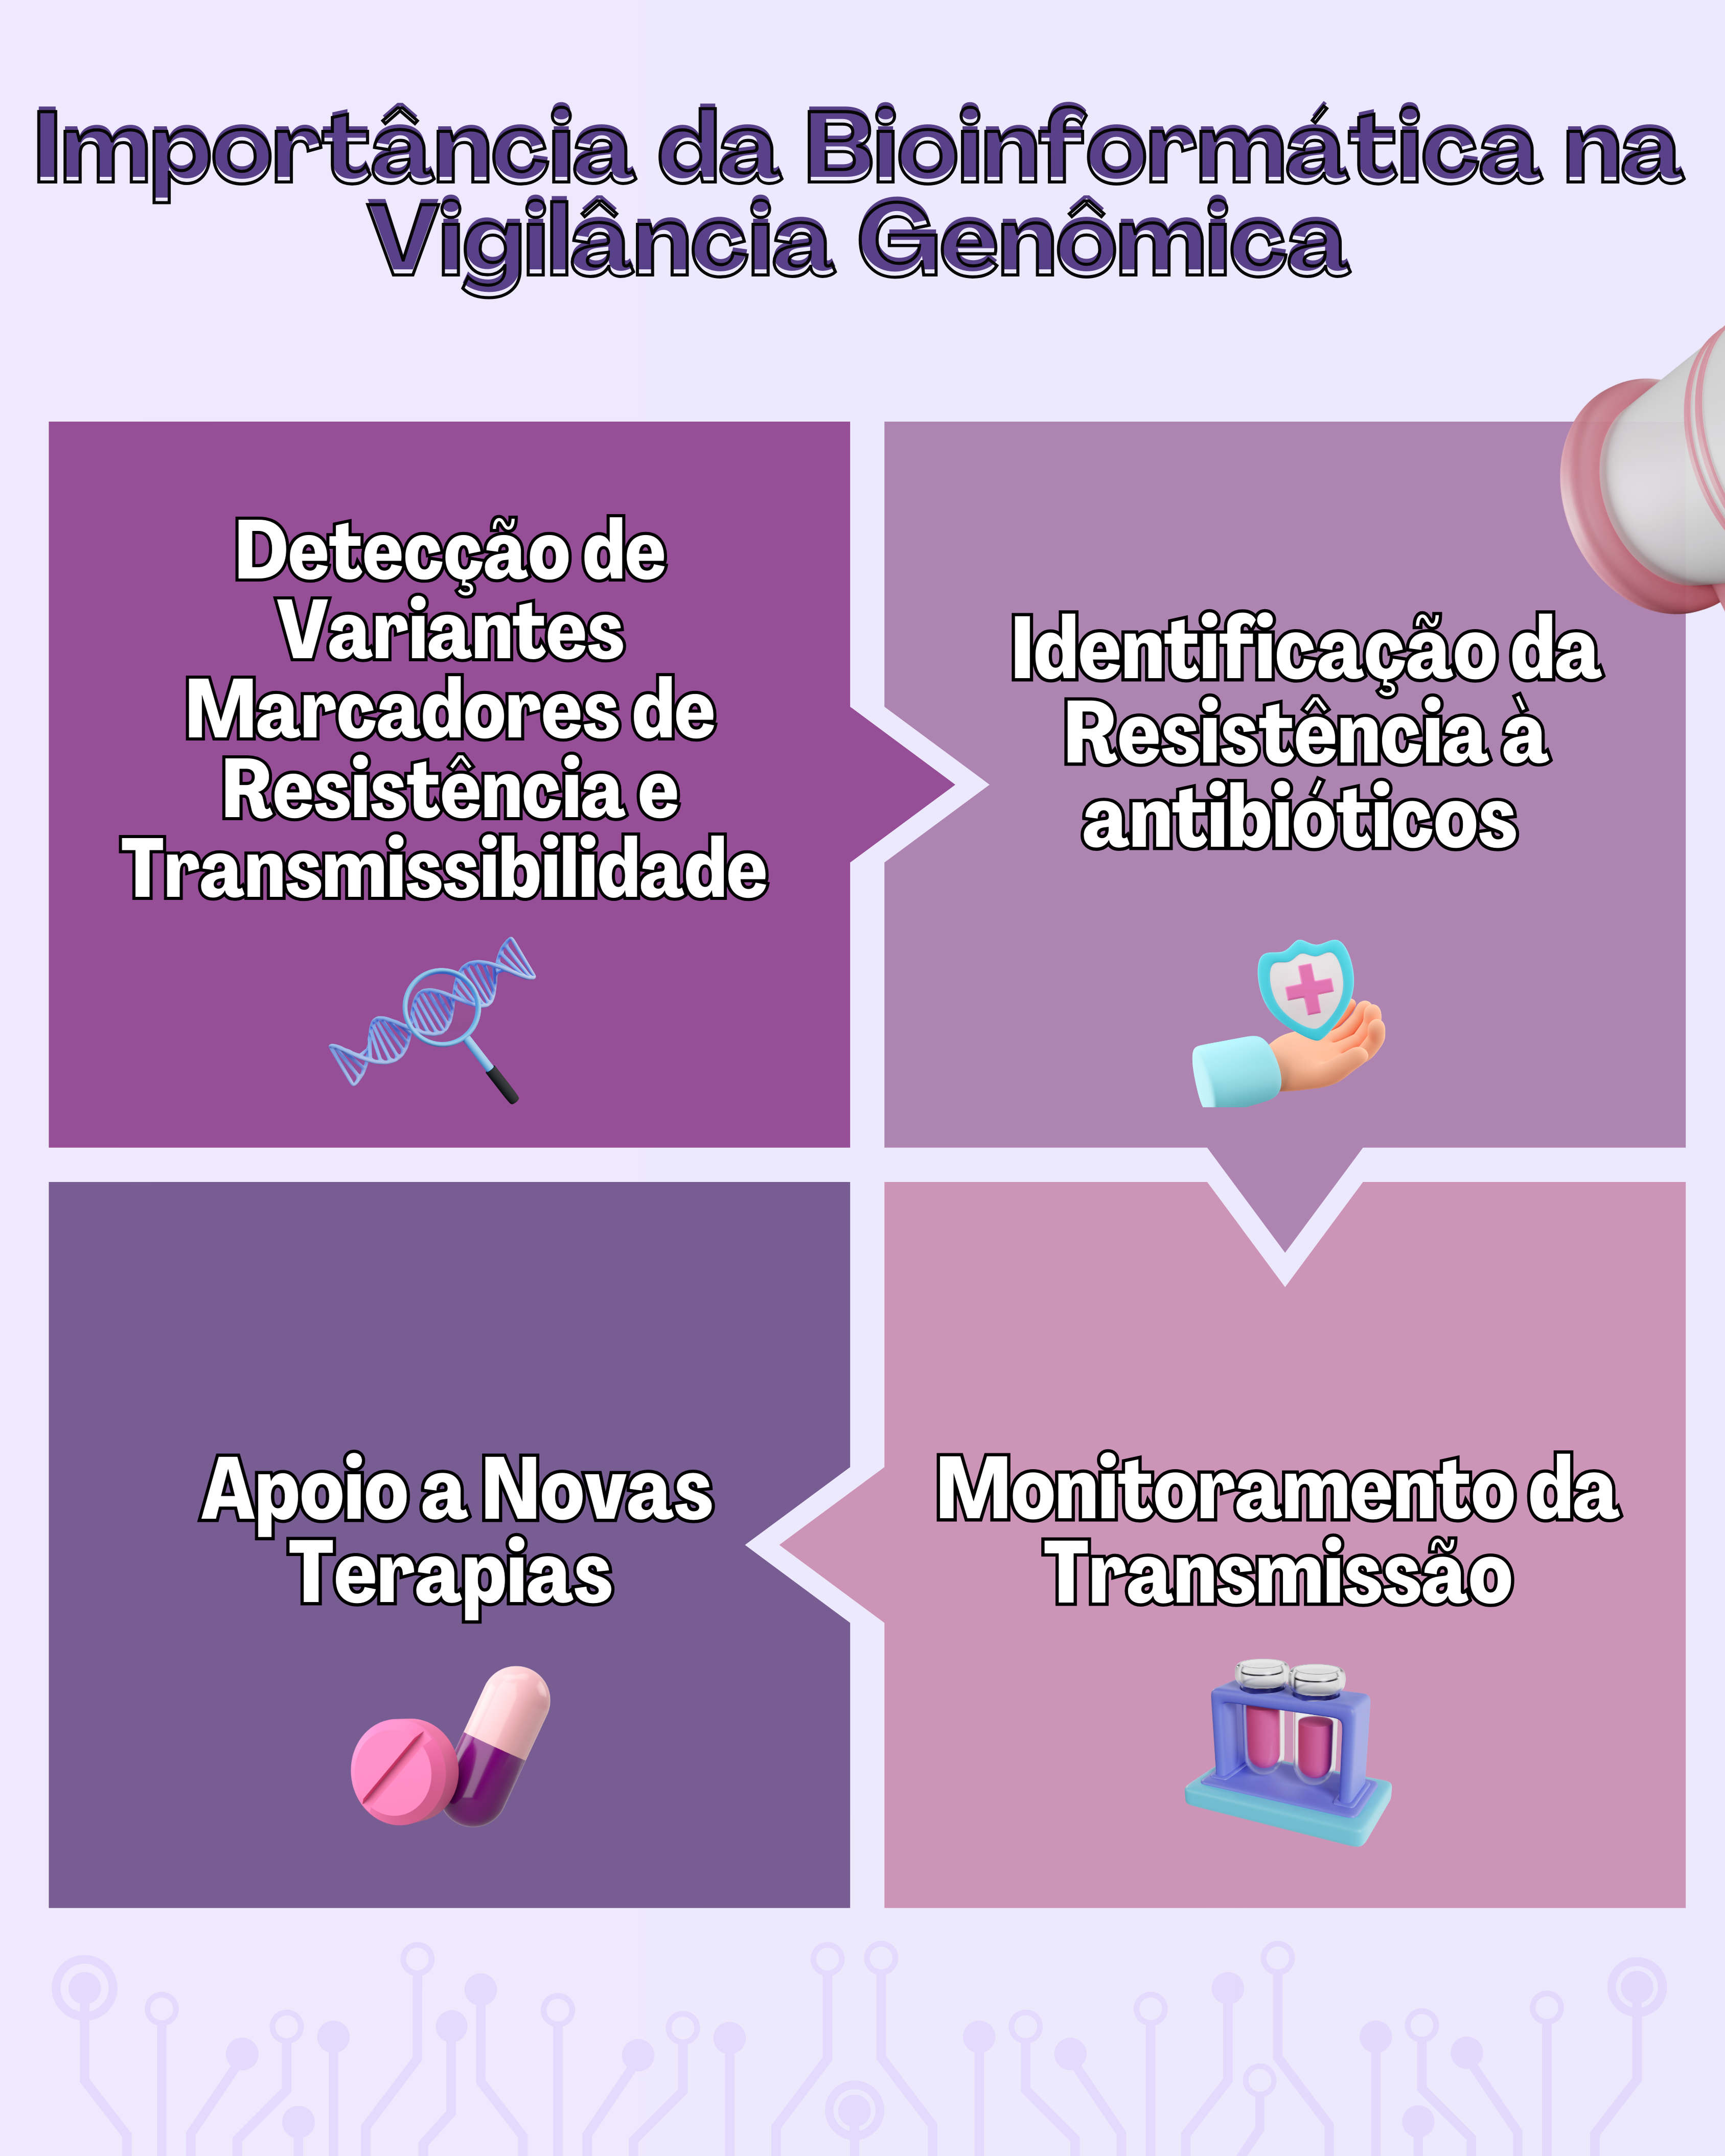 Importância da Bioinformática na
Vigilância Genômica
Detecção de
Variantes
Marcadores de
Resistência e
Transmissibilidade
Identificação da
Resistência à
antibióticos
Apoio a Novas
Terapias
Monitoramento da
Transmissão